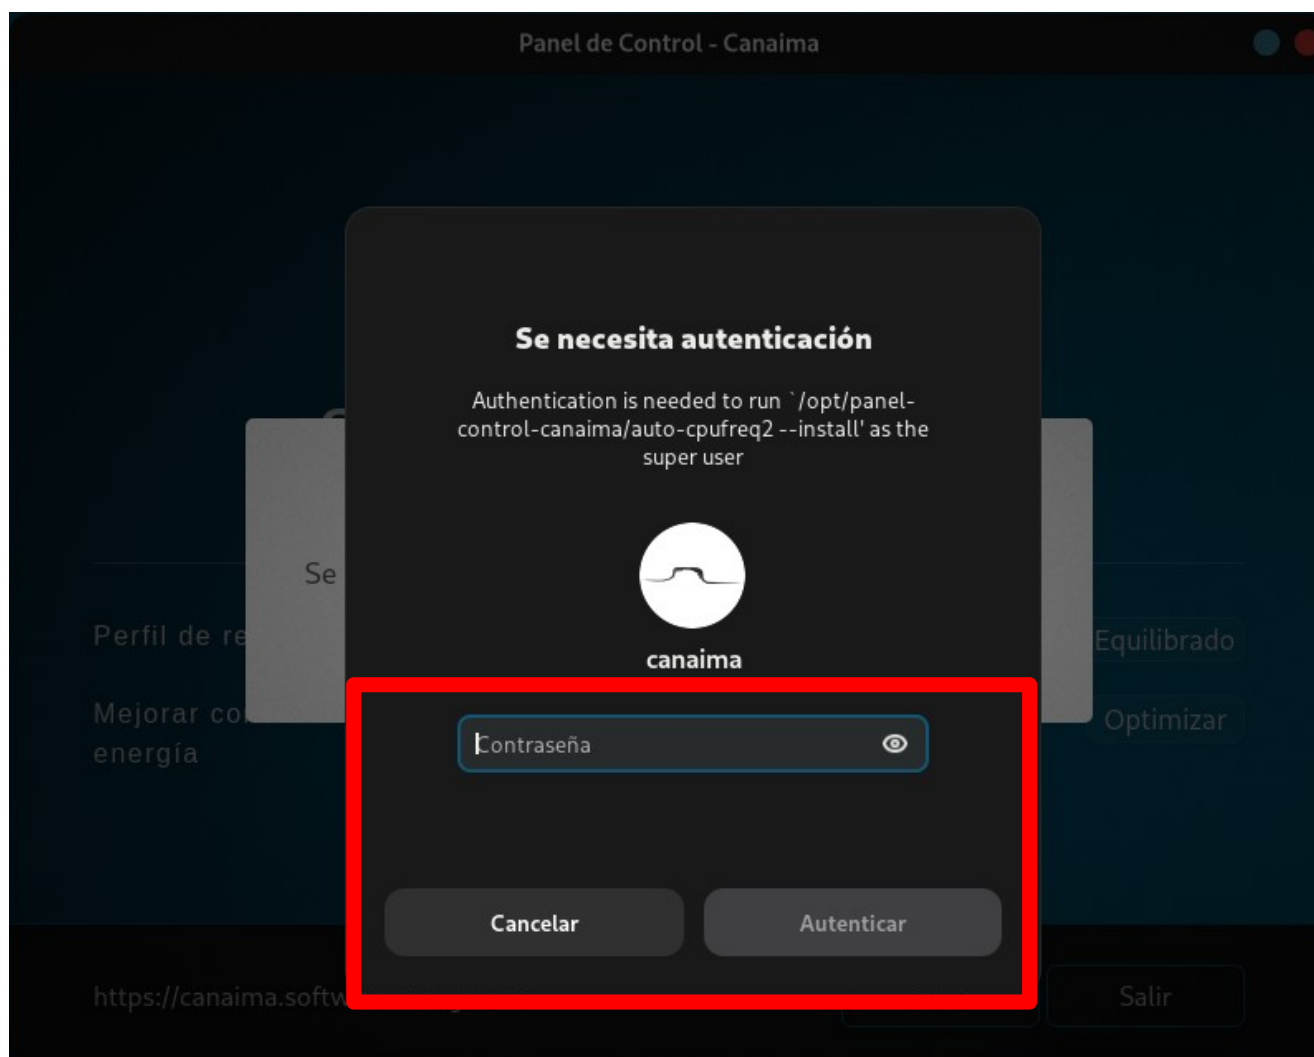 Panel de Control - Canaima
Se necesita autenticación
Authentication is needed to run `/opt/panel-
control-canaima/auto-cpufreq2 --install' as the
super user
Se
canaima
Perfil de re
Equilibrado
Mejorar
energía
Optimizar
Contraseña
Cancelar
Autenticar
https://canaima.softw
Salir